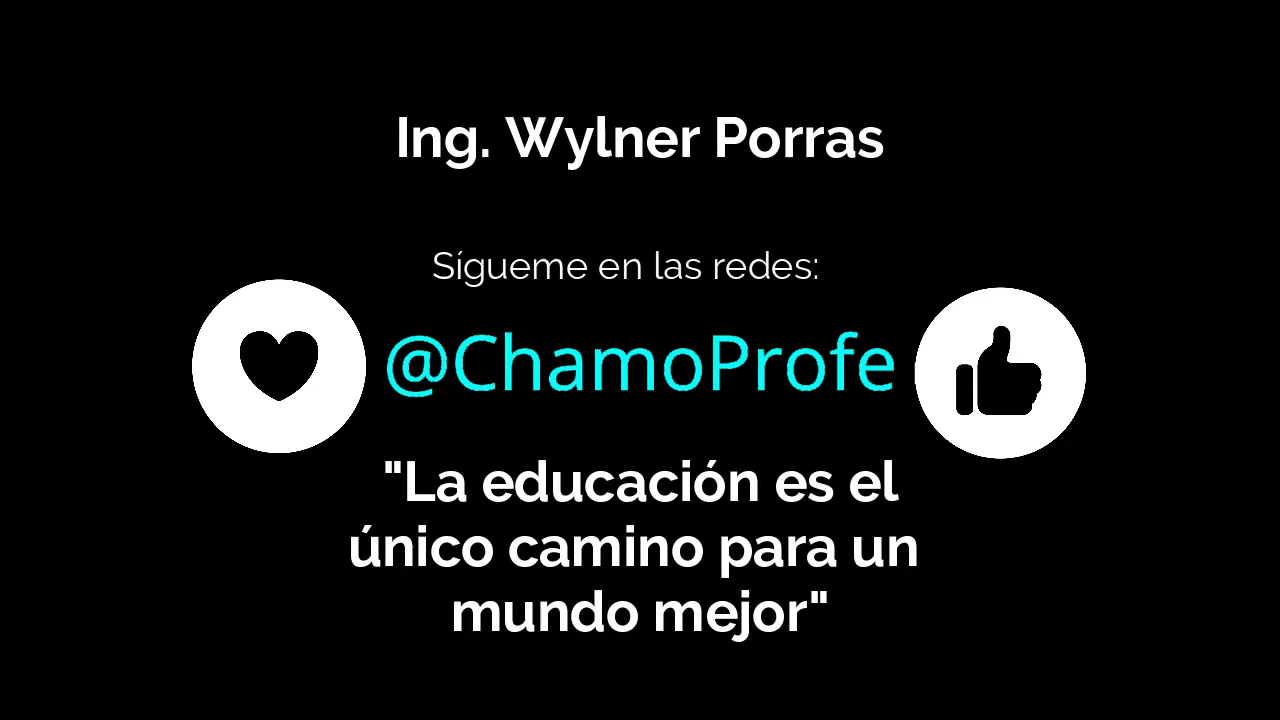 Ing. Wylner Porras
Sígueme en las redes:
@ChamoProfe
"La educación es el
único camino para un
mundo mejor"